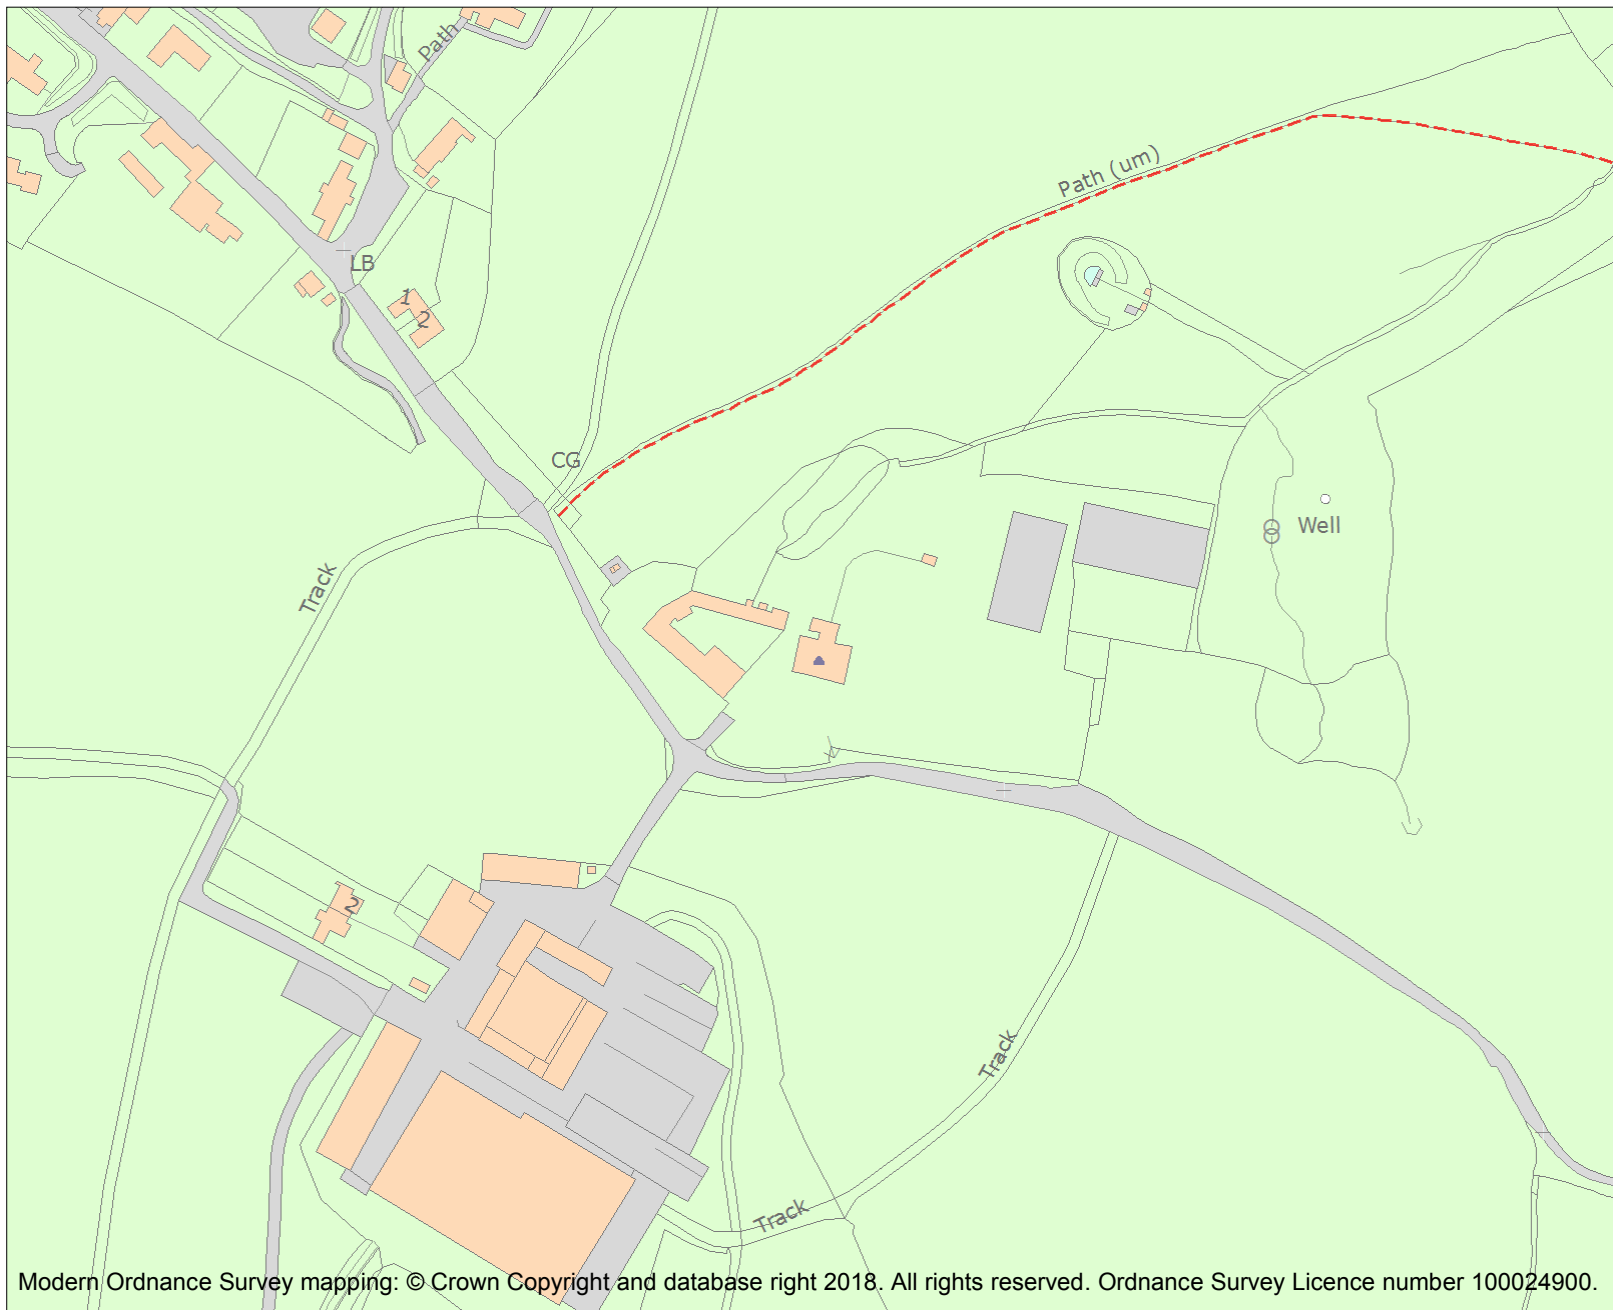 Path
Path (um)
LB
1
2
CG
Well
Track
2
Track
Track
Modern Ordnance Survey mapping: © Crown Copyright and database right 2018. All rights reserved. Ordnance Survey Licence number 100024900.